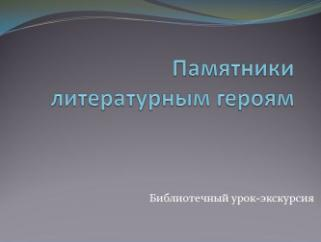 Памятники
литературным героям
Библиотечный урок-экскурсия